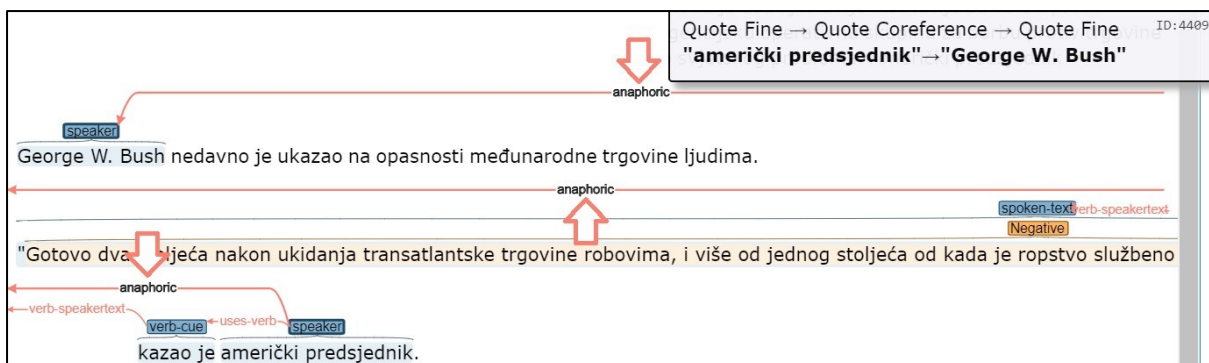 Quote Fine → Quote Coreference → Quote Fine ID:4409
"američki predsjednik"→"George W. Bush"
anaphoric
speaker
George W. Bush nedavno je ukazao na opasnosti međunarodne trgovine ljudima.
anaphoric
spoken-text verb-speakertext
Negative
"Gotovo dva ljeća nakon ukidanja transatlantske trgovine robovima, i više od jednog stoljeća od kada je ropstvo službeno
anaphoric
verb-speakertext
verb-cue uses-verb speaker
kazao je američki predsjednik.